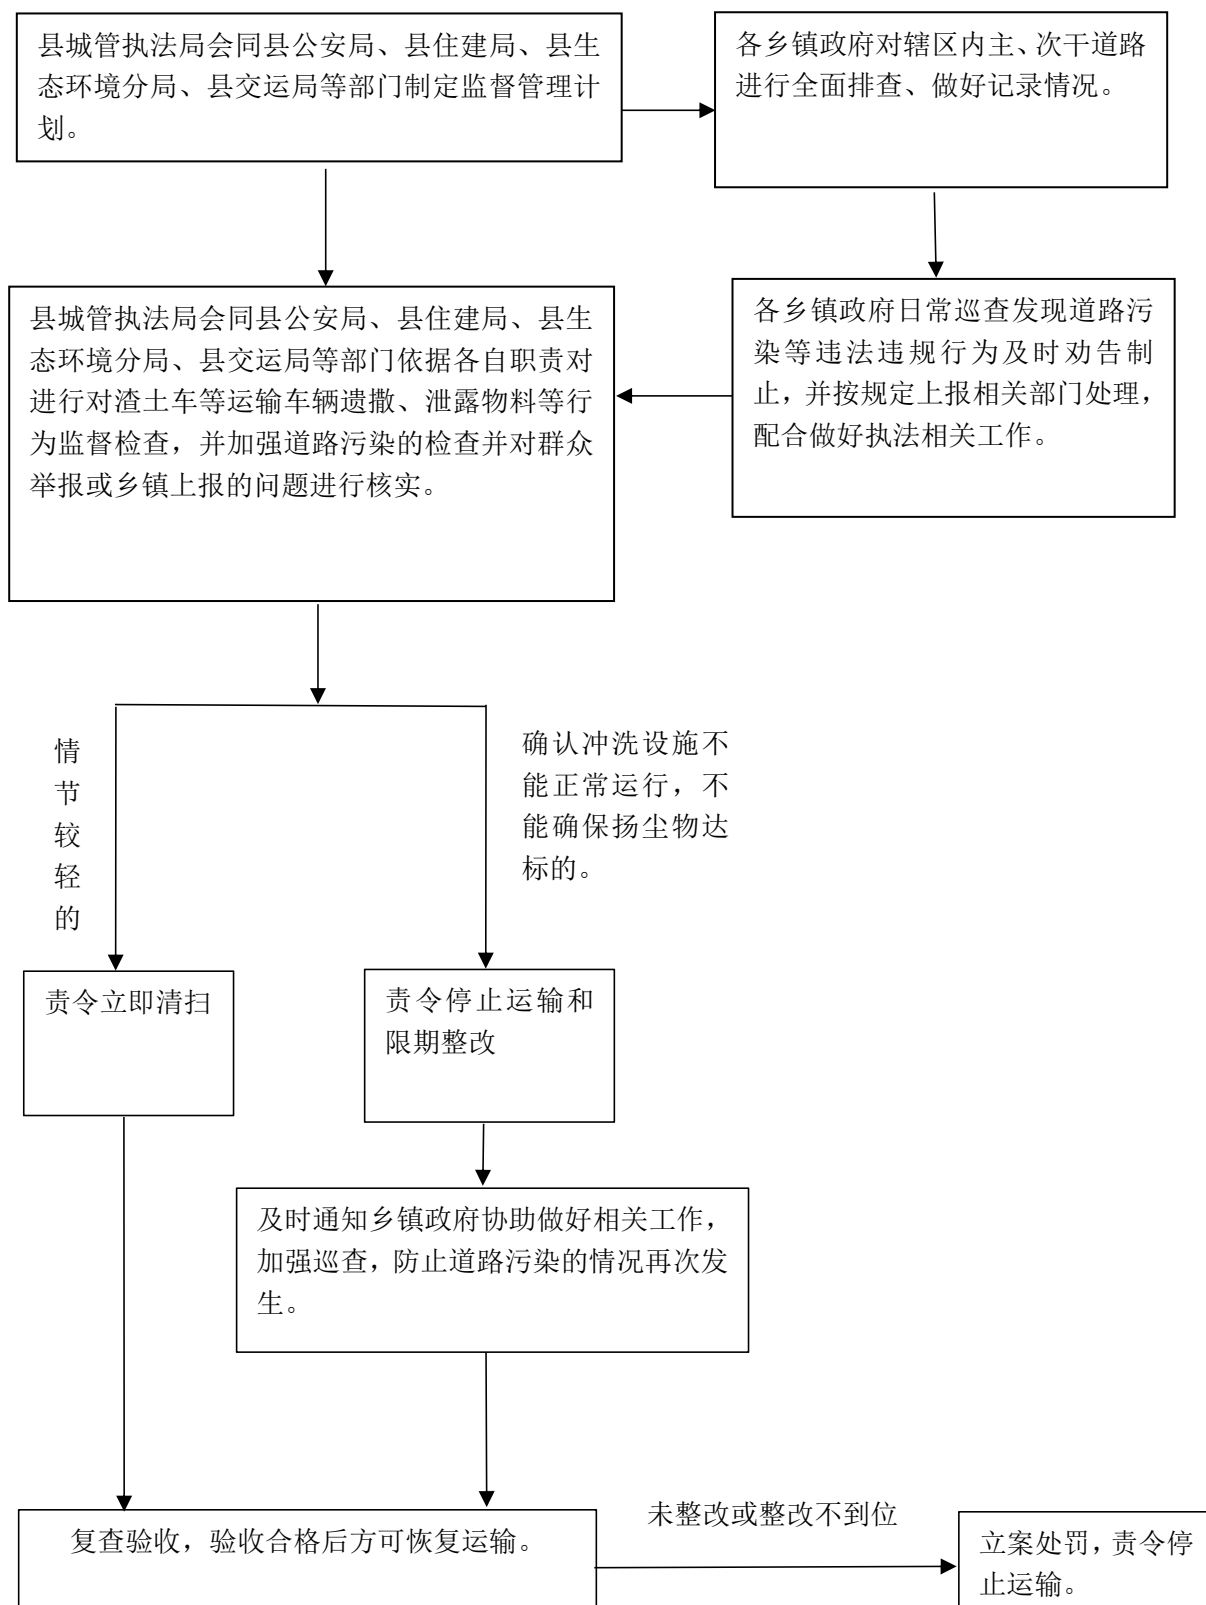 县城管执法局会同县公安局、县住建局、县生
态环境分局、县交运局等部门制定监督管理计
划。
各乡镇政府对辖区内主、次干道路
进行全面排查、做好记录情况。
县城管执法局会同县公安局、县住建局、县生
态环境分局、县交运局等部门依据各自职责对
进行对渣土车等运输车辆遗撒、泄露物料等行
为监督检查，并加强道路污染的检查并对群众
举报或乡镇上报的问题进行核实。
各乡镇政府日常巡查发现道路污
染等违法违规行为及时劝告制
止，并按规定上报相关部门处理，
配合做好执法相关工作。
情
节
较
轻
的
确认冲洗设施不
能正常运行，不
能确保扬尘物达
标的。
责令立即清扫
责令停止运输和
限期整改
及时通知乡镇政府协助做好相关工作，
加强巡查，防止道路污染的情况再次发
生。
复查验收，验收合格后方可恢复运输。
未整改或整改不到位
立案处罚，责令停
止运输。